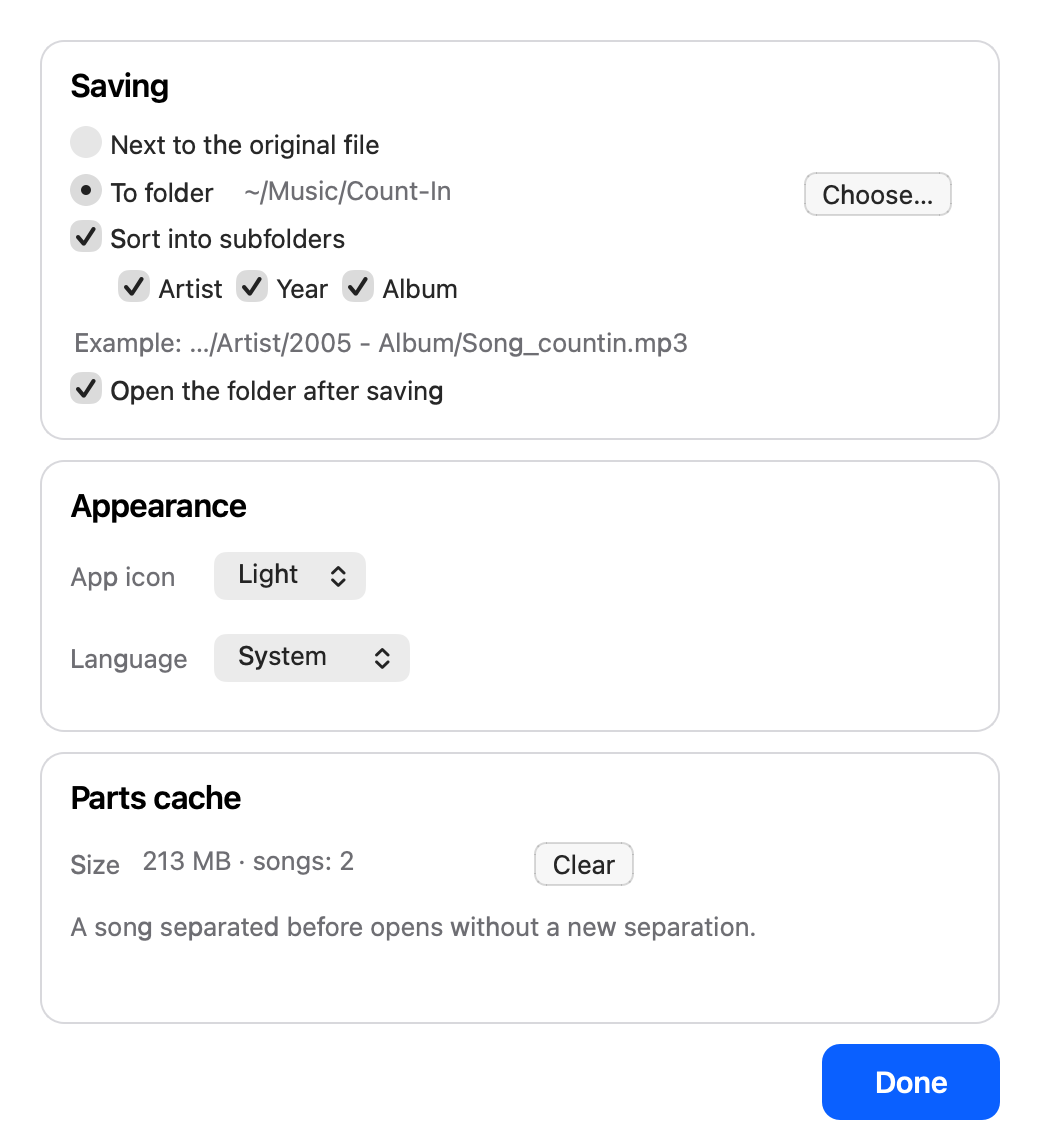 Saving
Next to the original file
To folder ~/Music/Count-In Choose...
Sort into subfolders
Artist Year Album
Example: .../Artist/2005 - Album/Song_countin.mp3
Open the folder after saving
Appearance
App icon Light
Language System
Parts cache
Size 213 MB · songs: 2 Clear
A song separated before opens without a new separation.
Done